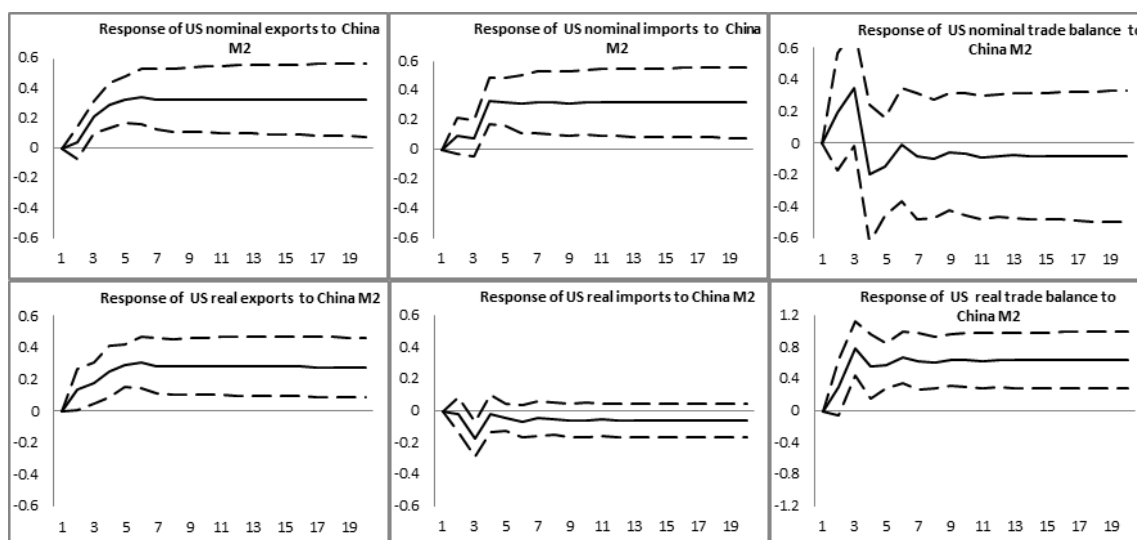 Response of US nominal exports to China
M2
0.6
0.4
0.2
0
-0.2
-0.4
-0.6
1 3 5 7 9 11 13 15 17 19
Response of US nominal imports to China
M2
0.6
0.4
0.2
0
-0.2
-0.4
-0.6
1 3 5 7 9 11 13 15 17 19
Response of US nominal trade balance to
China M2
0.6
0.4
0.2
0
-0.2
-0.4
-0.6
1 3 5 7 9 11 13 15 17 19
Response of US real exports to China M2
0.6
0.4
0.2
0
-0.2
-0.4
-0.6
1 3 5 7 9 11 13 15 17 19
Response of US real imports to China M2
0.6
0.4
0.2
0
-0.2
-0.4
-0.6
1 3 5 7 9 11 13 15 17 19
Response of US real trade balance to
China M2
1.2
0.8
0.4
0
-0.4
-0.8
-1.2
1 3 5 7 9 11 13 15 17 19